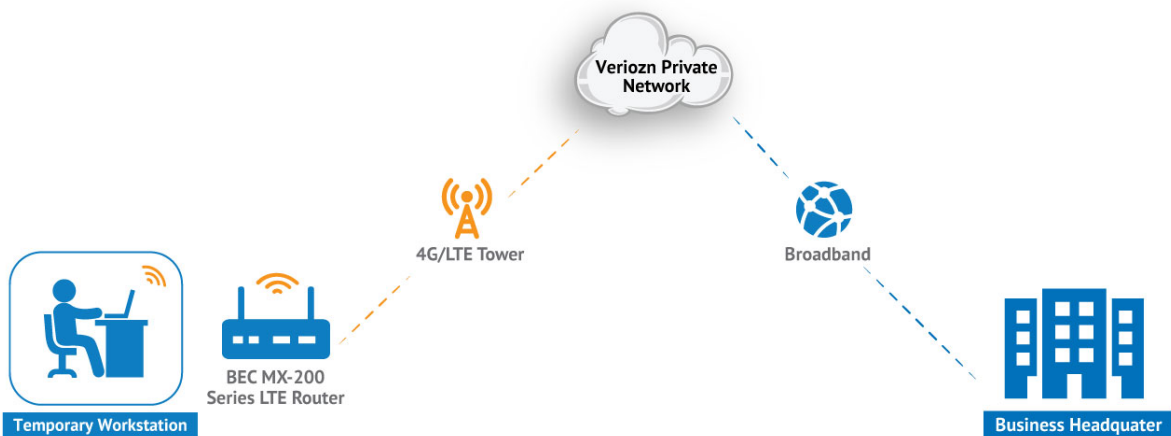 Veriozn Private
Network
4G/LTE Tower
Broadband
BEC MX-200
Series LTE Router
Temporary Workstation
Business Headquater